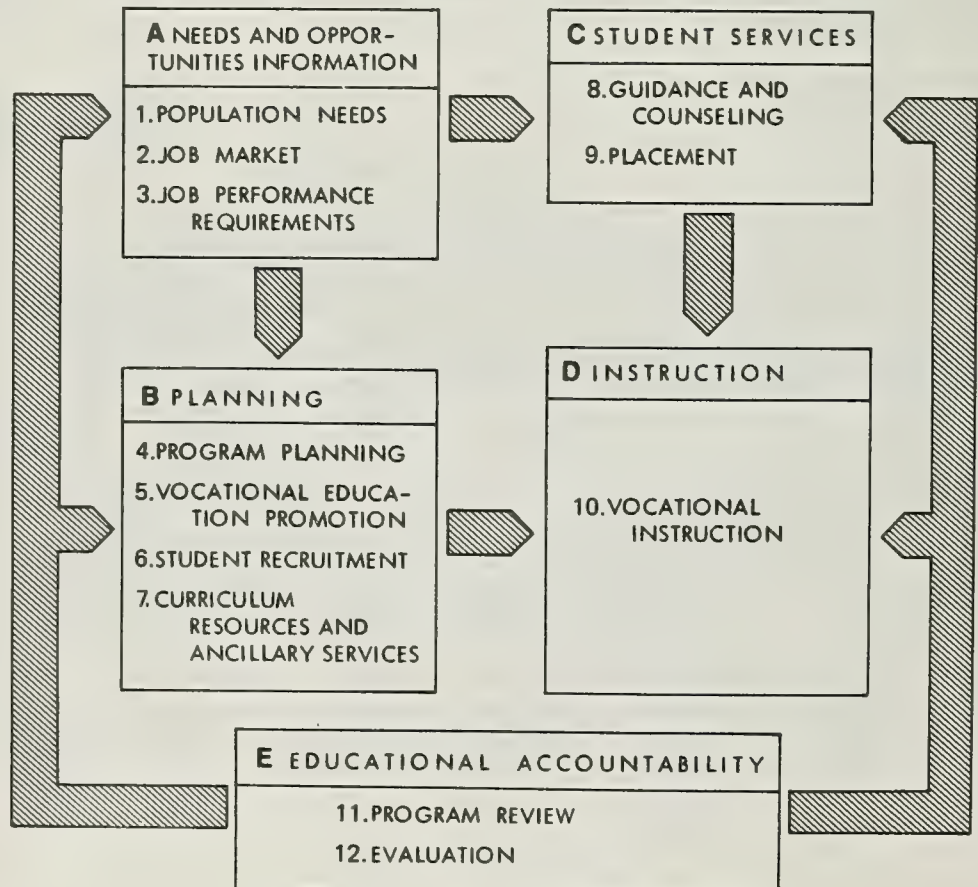 A NEEDS AND OPPOR-
TUNITIES INFORMATION
1.POPULATION NEEDS
2.JOB MARKET
3.JOB PERFORMANCE
REQUIREMENTS
C STUDENT SERVICES
8.GUIDANCE AND
COUNSELING
9.PLACEMENT
B PLANNING
4.PROGRAM PLANNING
5.VOCATIONAL EDUCA-
TION PROMOTION
6.STUDENT RECRUITMENT
7.CURRICULUM
RESOURCES AND
ANCILLARY SERVICES
D INSTRUCTION
10.VOCATIONAL
INSTRUCTION
E EDUCATIONAL ACCOUNTABILITY
11.PROGRAM REVIEW
12.EVALUATION